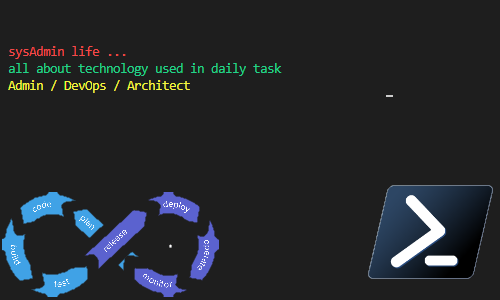 sysAdmin life ...
all about technology used in daily task
Admin / DevOps / Architect
code
plan
build
test
release
deploy
operate
monitor